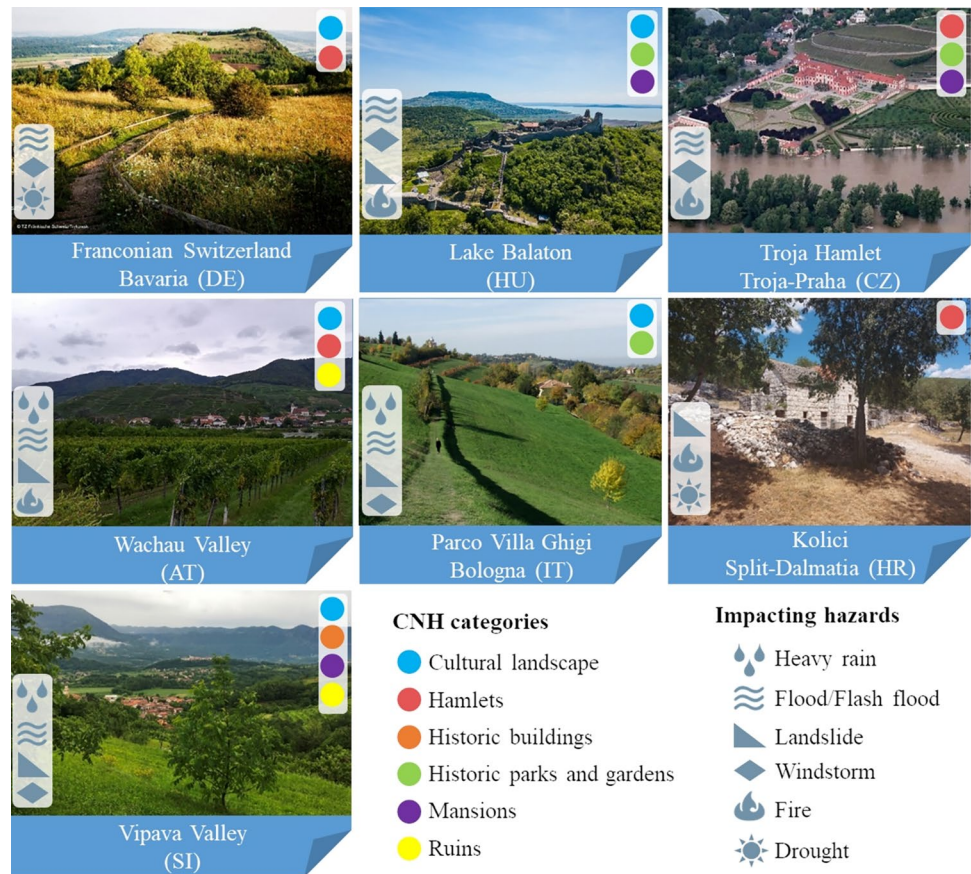 Franconian Switzerland
Bavaria (DE)
Lake Balaton
(HU)
Troja Hamlet
Troja-Praha (CZ)
Wachau Valley
(AT)
Parco Villa Ghigi
Bologna (IT)
Kolici
Split-Dalmatia (HR)
Vipava Valley
(SI)
CNH categories
Cultural landscape
Hamlets
Historic buildings
Historic parks and gardens
Mansions
Ruins
Impacting hazards
Heavy rain
Flood/Flash flood
Landslide
Windstorm
Fire
Drought